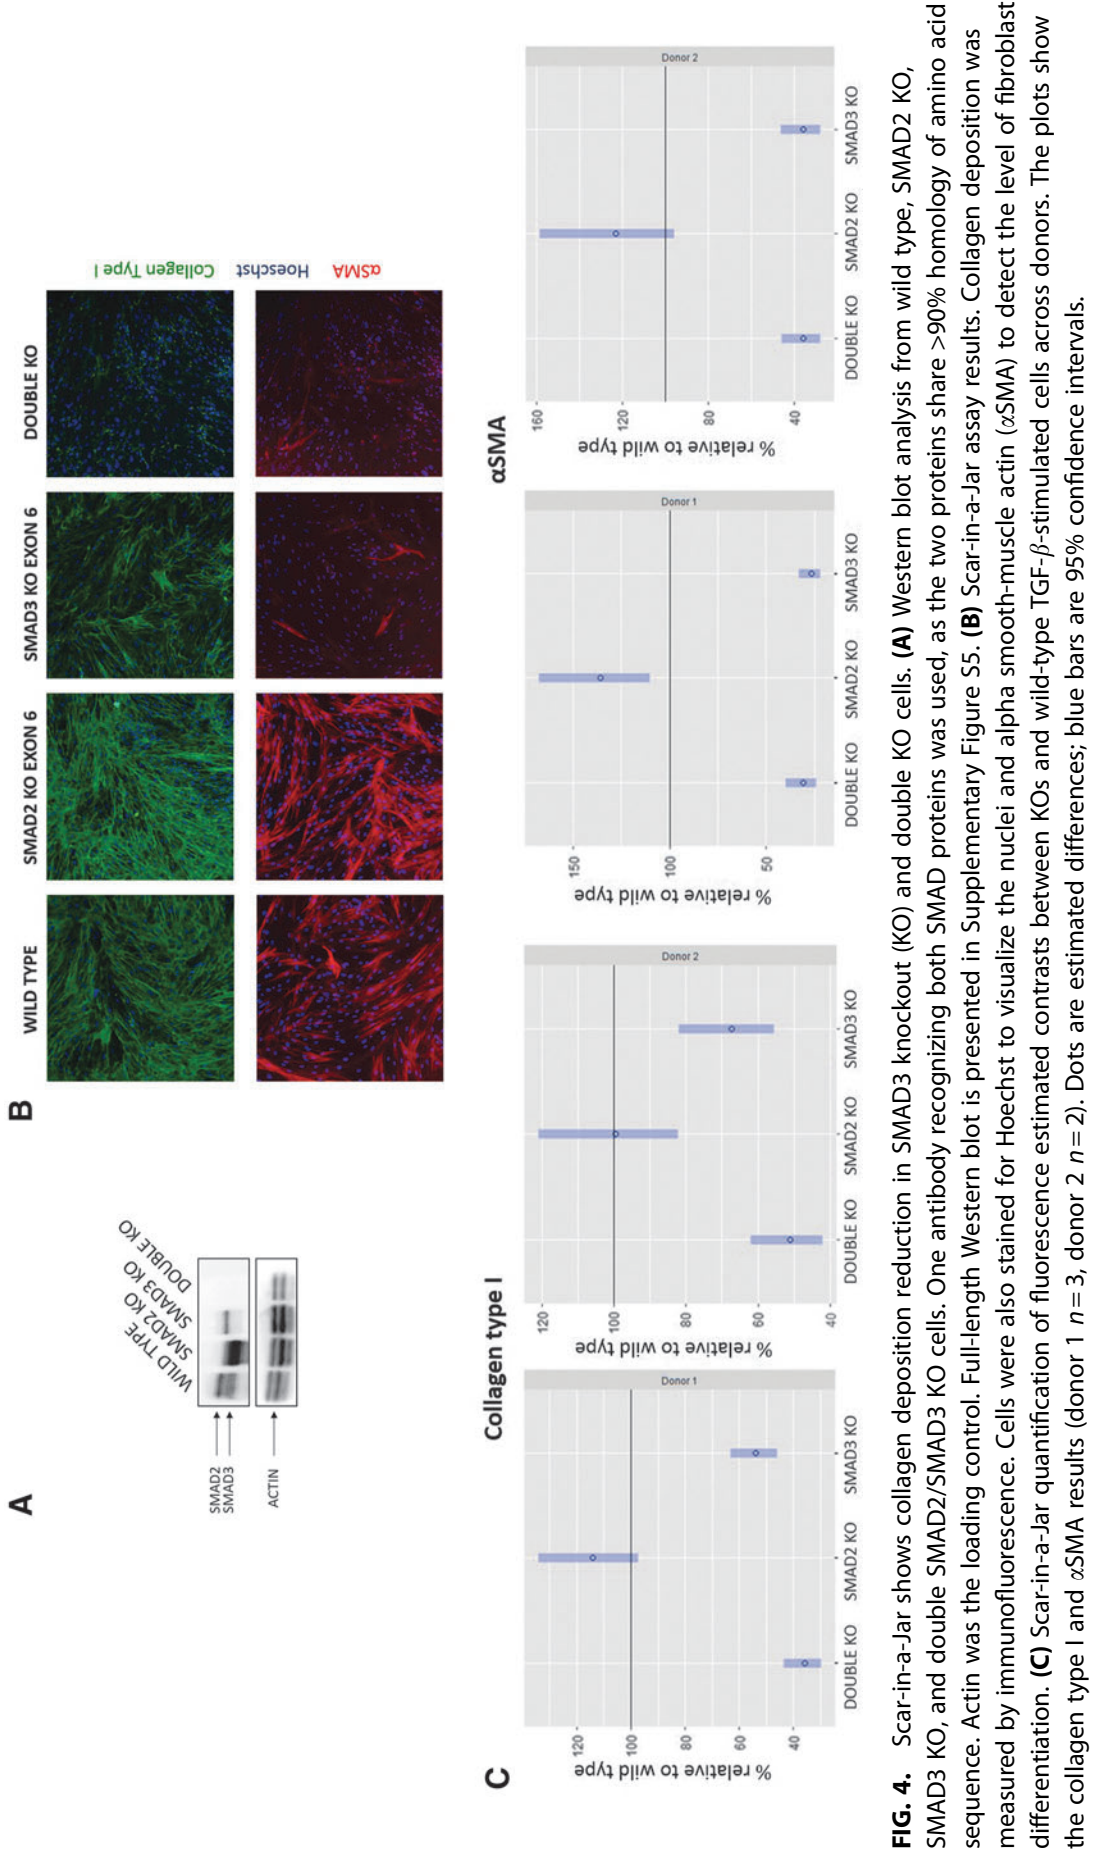 A
WILD TYPE
SMAD2 KO
SMAD3 KO
DOUBLE KO
SMAD2
SMAD3
ACTIN
B
WILD TYPE
SMAD2 KO EXON 6
SMAD3 KO EXON 6
DOUBLE KO
Collagen Type I
Hoeschst
αSMA
C
Collagen type I
% relative to wild type
120
100
80
60
40
DOUBLE KO
SMAD2 KO
SMAD3 KO
Donor 1
% relative to wild type
120
100
80
60
40
DOUBLE KO
SMAD2 KO
SMAD3 KO
Donor 2
αSMA
% relative to wild type
150
100
50
DOUBLE KO
SMAD2 KO
SMAD3 KO
Donor 1
% relative to wild type
160
120
80
40
DOUBLE KO
SMAD2 KO
SMAD3 KO
Donor 2
FIG. 4. Scar-in-a-Jar shows collagen deposition reduction in SMAD3 knockout (KO) and double KO cells. (A) Western blot analysis from wild type, SMAD2 KO,
SMAD3 KO, and double SMAD2/SMAD3 KO cells. One antibody recognizing both SMAD proteins was used, as the two proteins share >90% homology of amino acid
sequence. Actin was the loading control. Full-length Western blot is presented in Supplementary Figure S5. (B) Scar-in-a-Jar assay results. Collagen deposition was
measured by immunofluorescence. Cells were also stained for Hoechst to visualize the nuclei and alpha smooth-muscle actin (αSMA) to detect the level of fibroblast
differentiation. (C) Scar-in-a-Jar quantification of fluorescence estimated contrasts between KOs and wild-type TGF-β-stimulated cells across donors. The plots show
the collagen type I and αSMA results (donor 1 n = 3, donor 2 n = 2). Dots are estimated differences; blue bars are 95% confidence intervals.